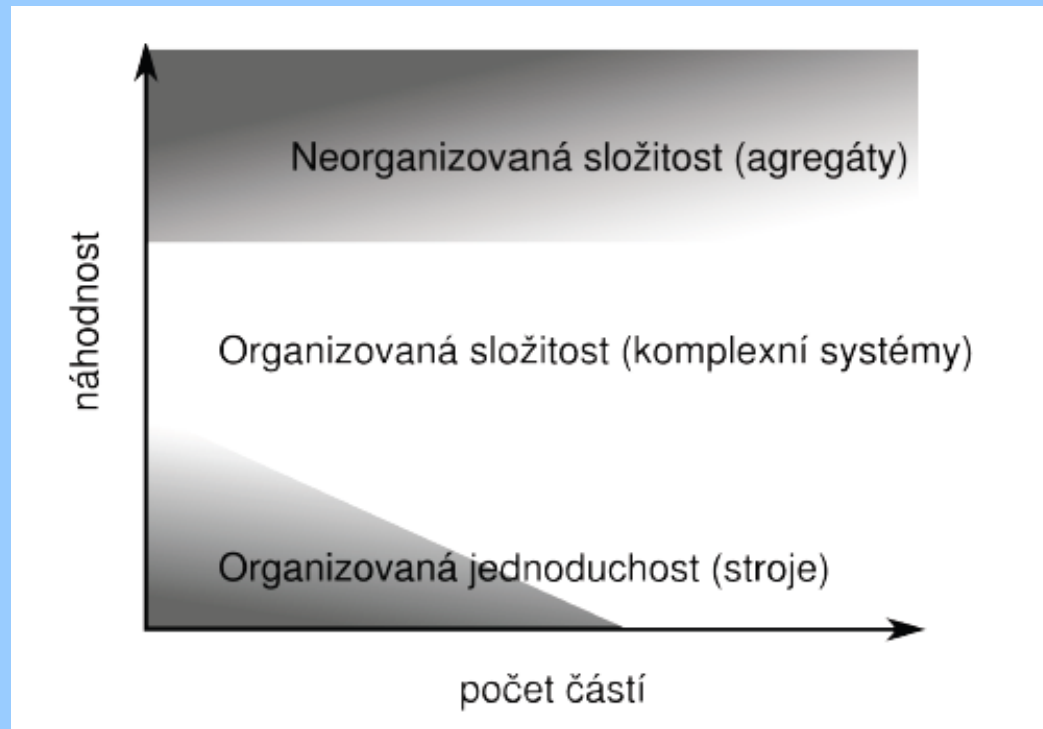 Neorganizovaná složitost (agregáty)
náhodnost
Organizovaná složitost (komplexní systémy)
Organizovaná jednoduchost (stroje)
počet částí